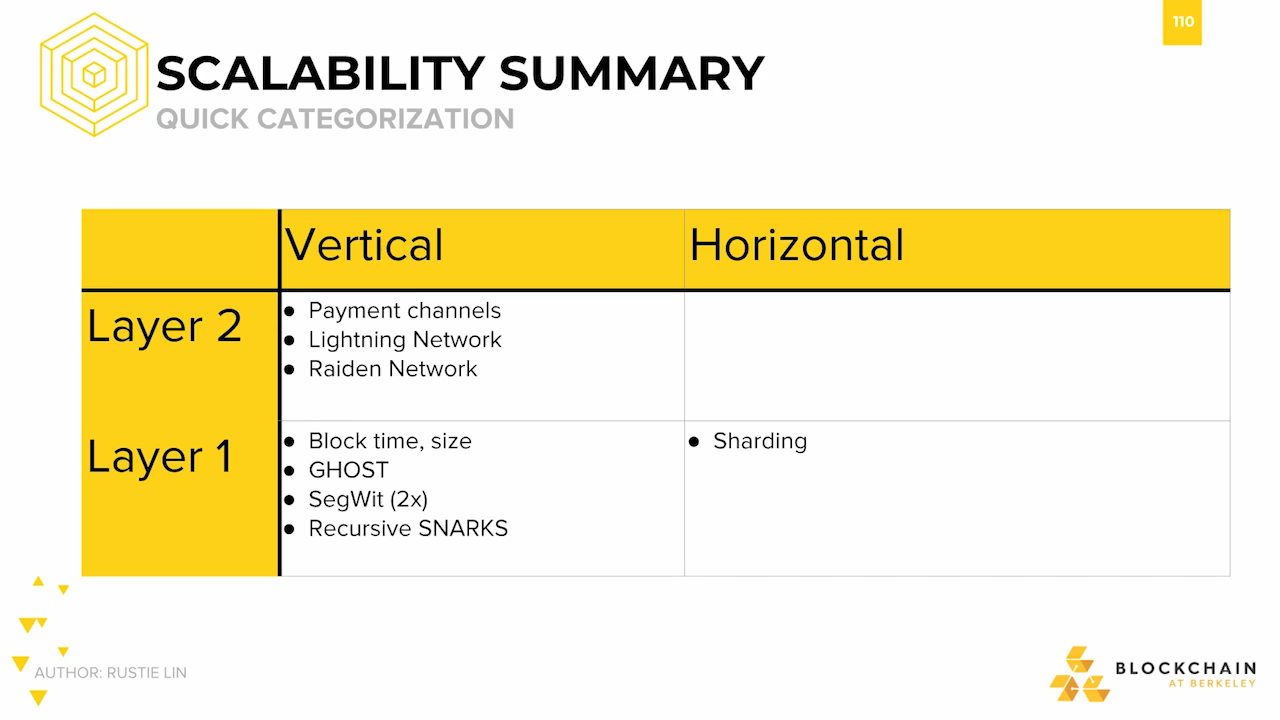 110
SCALABILITY SUMMARY
QUICK CATEGORIZATION
Vertical
Horizontal
Layer 2
● Payment channels
● Lightning Network
● Raiden Network
Layer 1
● Block time, size
● GHOST
● SegWit (2x)
● Recursive SNARKS
● Sharding
AUTHOR: RUSTIE LIN
BLOCKCHAIN
AT BERKELEY